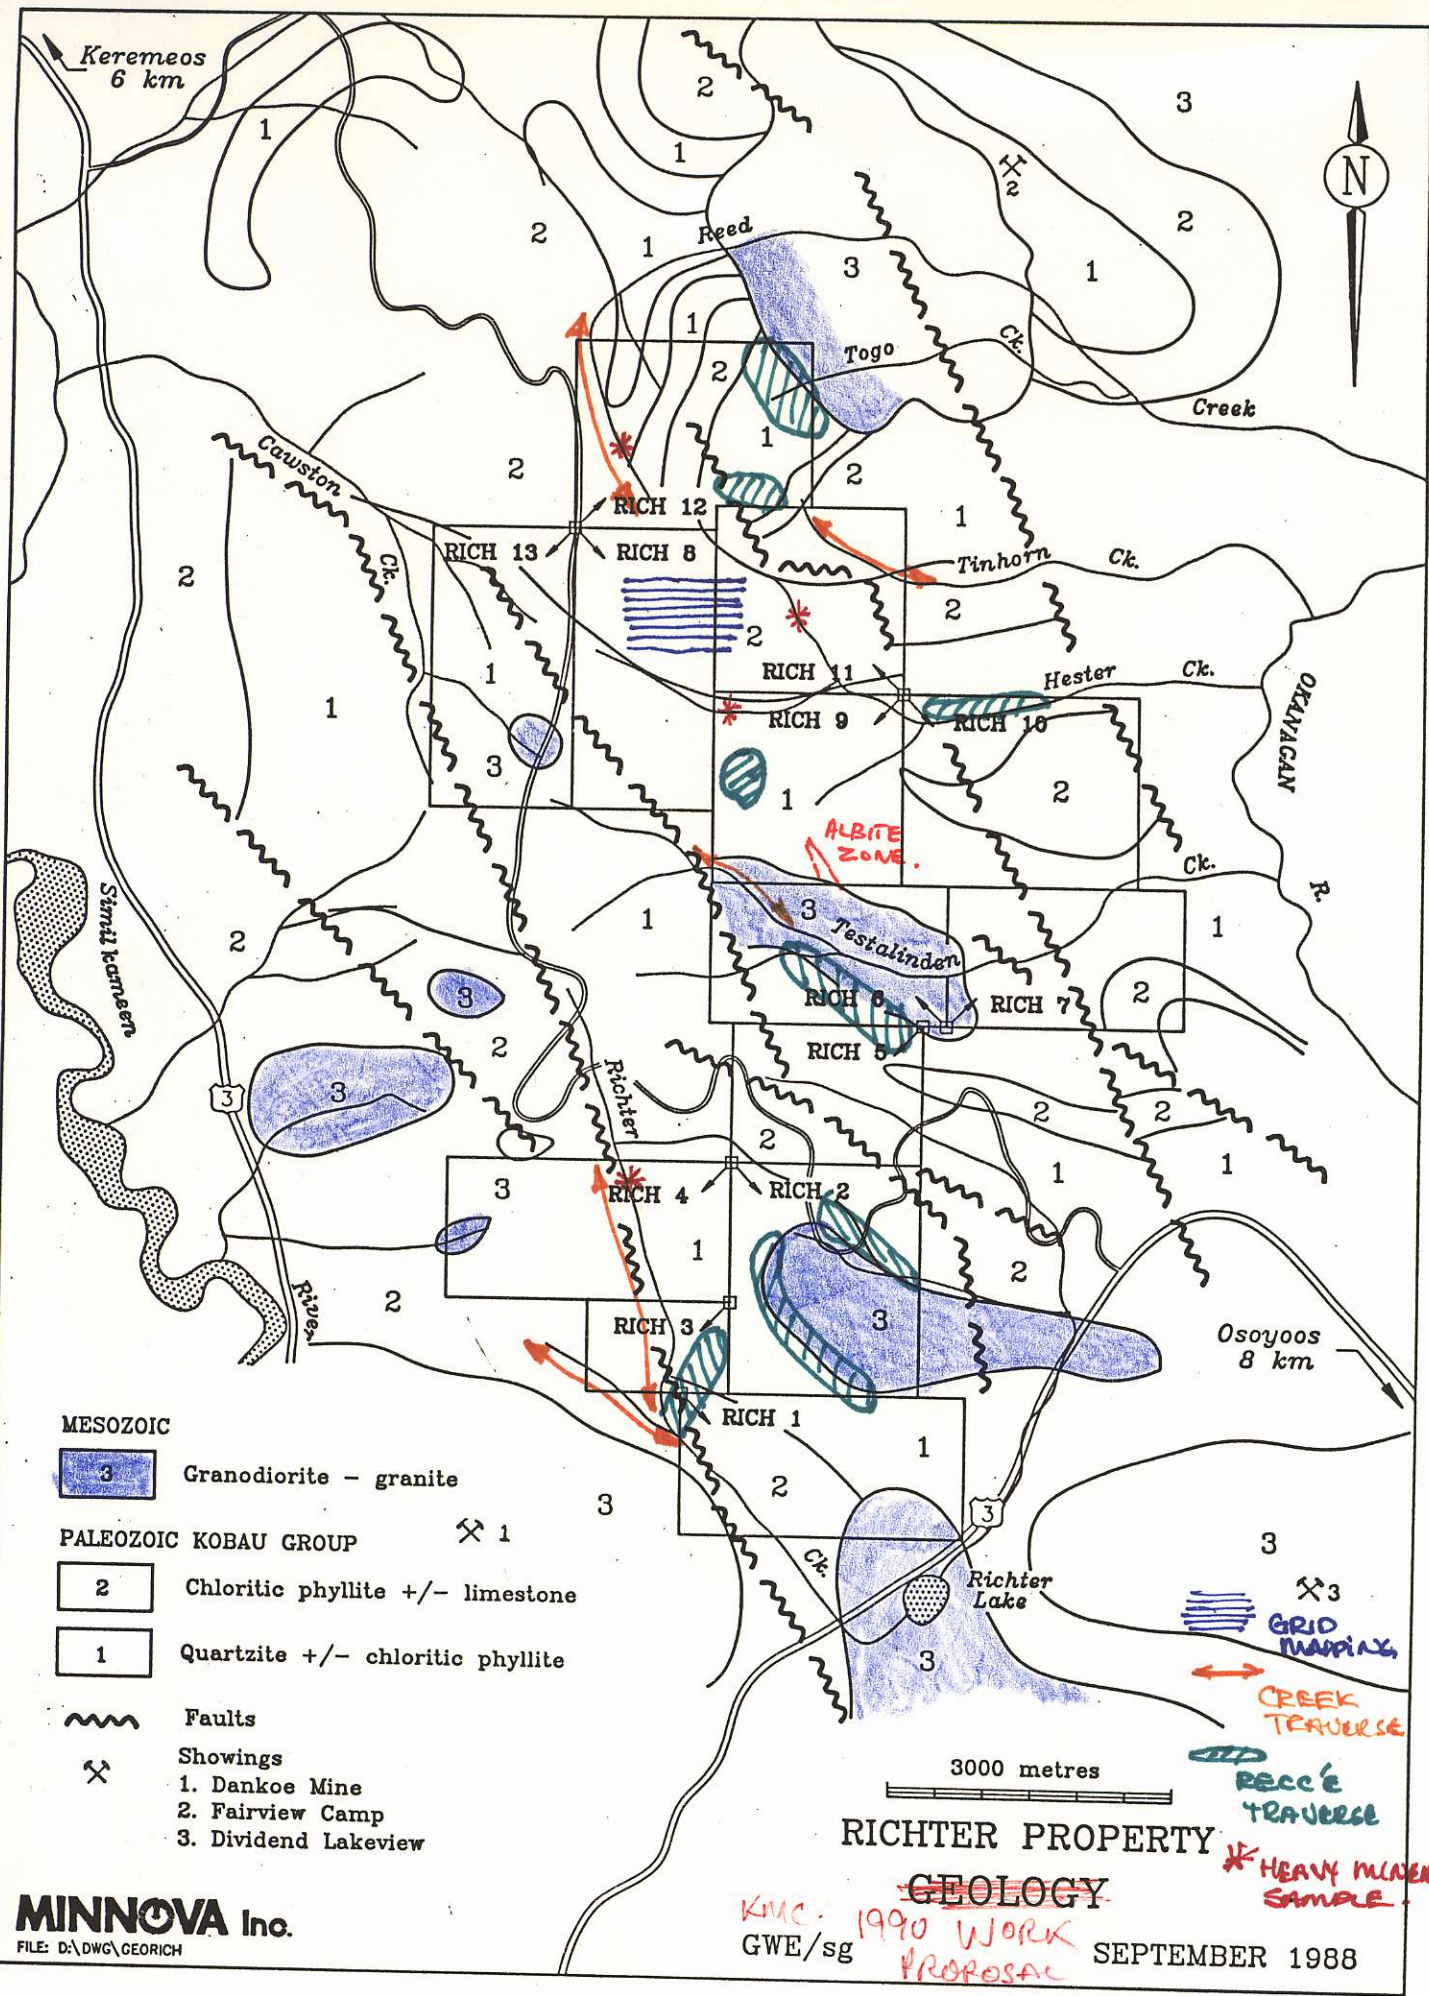 Keremeos
6 km
2
3
1
1
2
N
2
2
1
Reed
3
1
1
Togo
Ck.
2
Creek
1
Cawston
2
2
RICH 12
1
RICH 13
RICH 8
Tinhorn
Ck.
Ck.
2
2
2
1
RICH 11
Hester
Ck.
OKANAGAN
1
RICH 9
RICH 10
3
1
2
ALBITE
ZONE.
Ck.
R.
Similkameen
3
1
1
2
Testalinden
3
RICH 6
RICH 7
2
2
RICH 5
3
3
Richter
2
2
2
1
1
3
RICH 4
RICH 2
1
2
2
River
3
RICH 3
Osoyoos
8 km
RICH 1
1
MESOZOIC
3
Granodiorite - granite
2
3
3
PALEOZOIC KOBAU GROUP
1
3
Ck.
2
Chloritic phyllite +/- limestone
Richter
Lake
3
GRID
MAPPING
1
Quartzite +/- chloritic phyllite
3
CREEK
TRAVERSE
Faults
Showings
1. Dankoe Mine
2. Fairview Camp
3. Dividend Lakeview
3000 metres
RECC'E
TRAVERSE
RICHTER PROPERTY
HEAVY MINER
SAMPLE.
GEOLOGY
MINNOVA Inc.
FILE: D:\DWG\GEORICH
KMC. 1990 WORK
PROPOSAL
GWE/sg
SEPTEMBER 1988